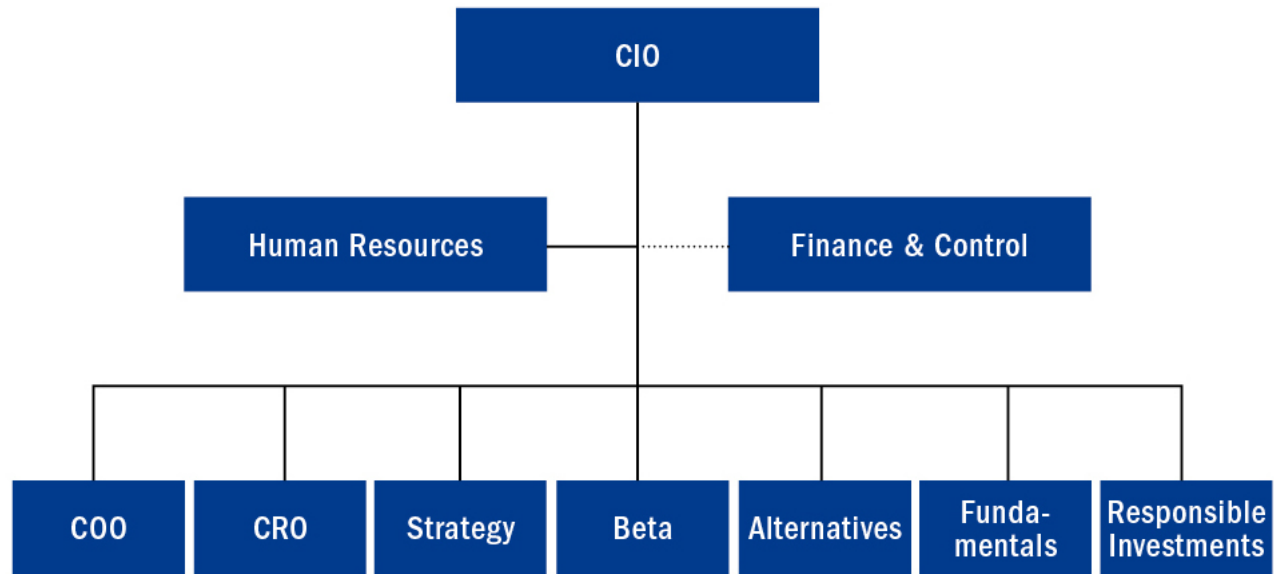 CIO
Human Resources
Finance & Control
COO
CRO
Strategy
Beta
Alternatives
Funda-
mentals
Responsible
Investments